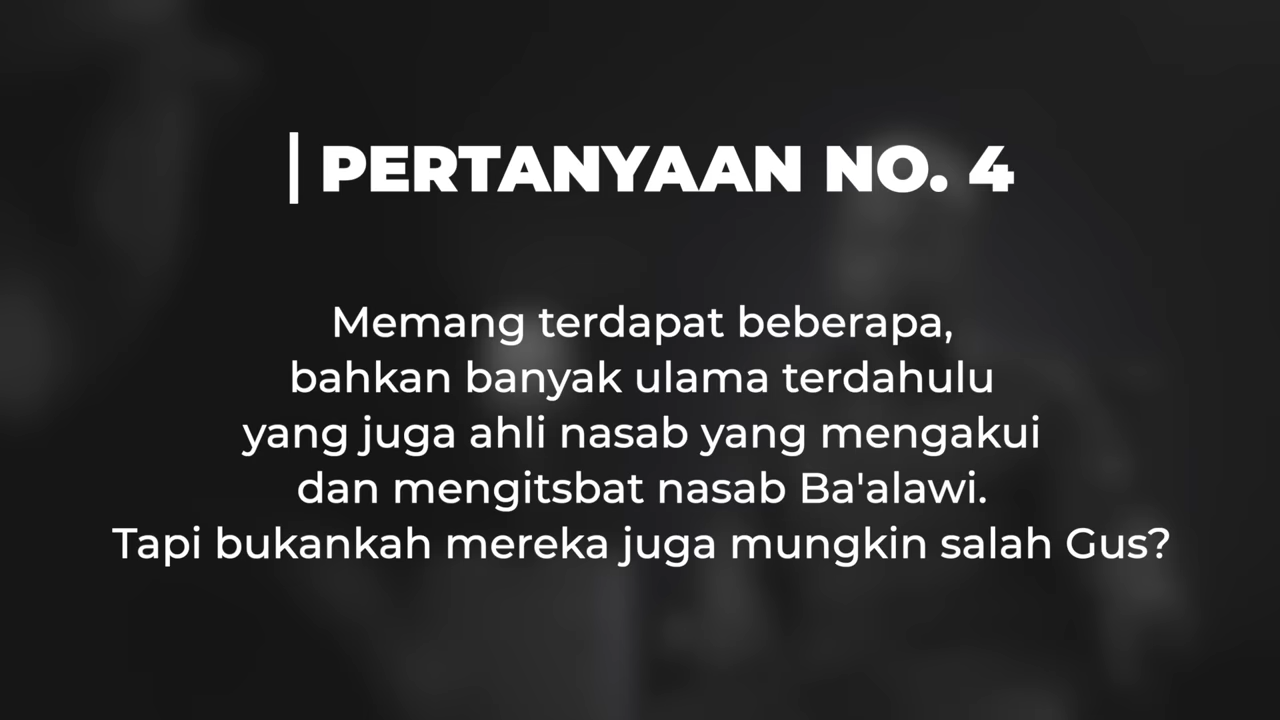 | PERTANYAAN NO. 4
Memang terdapat beberapa,
bahkan banyak ulama terdahulu
yang juga ahli nasab yang mengakui
dan mengitsbat nasab Ba'alawi.
Tapi bukankah mereka juga mungkin salah Gus?